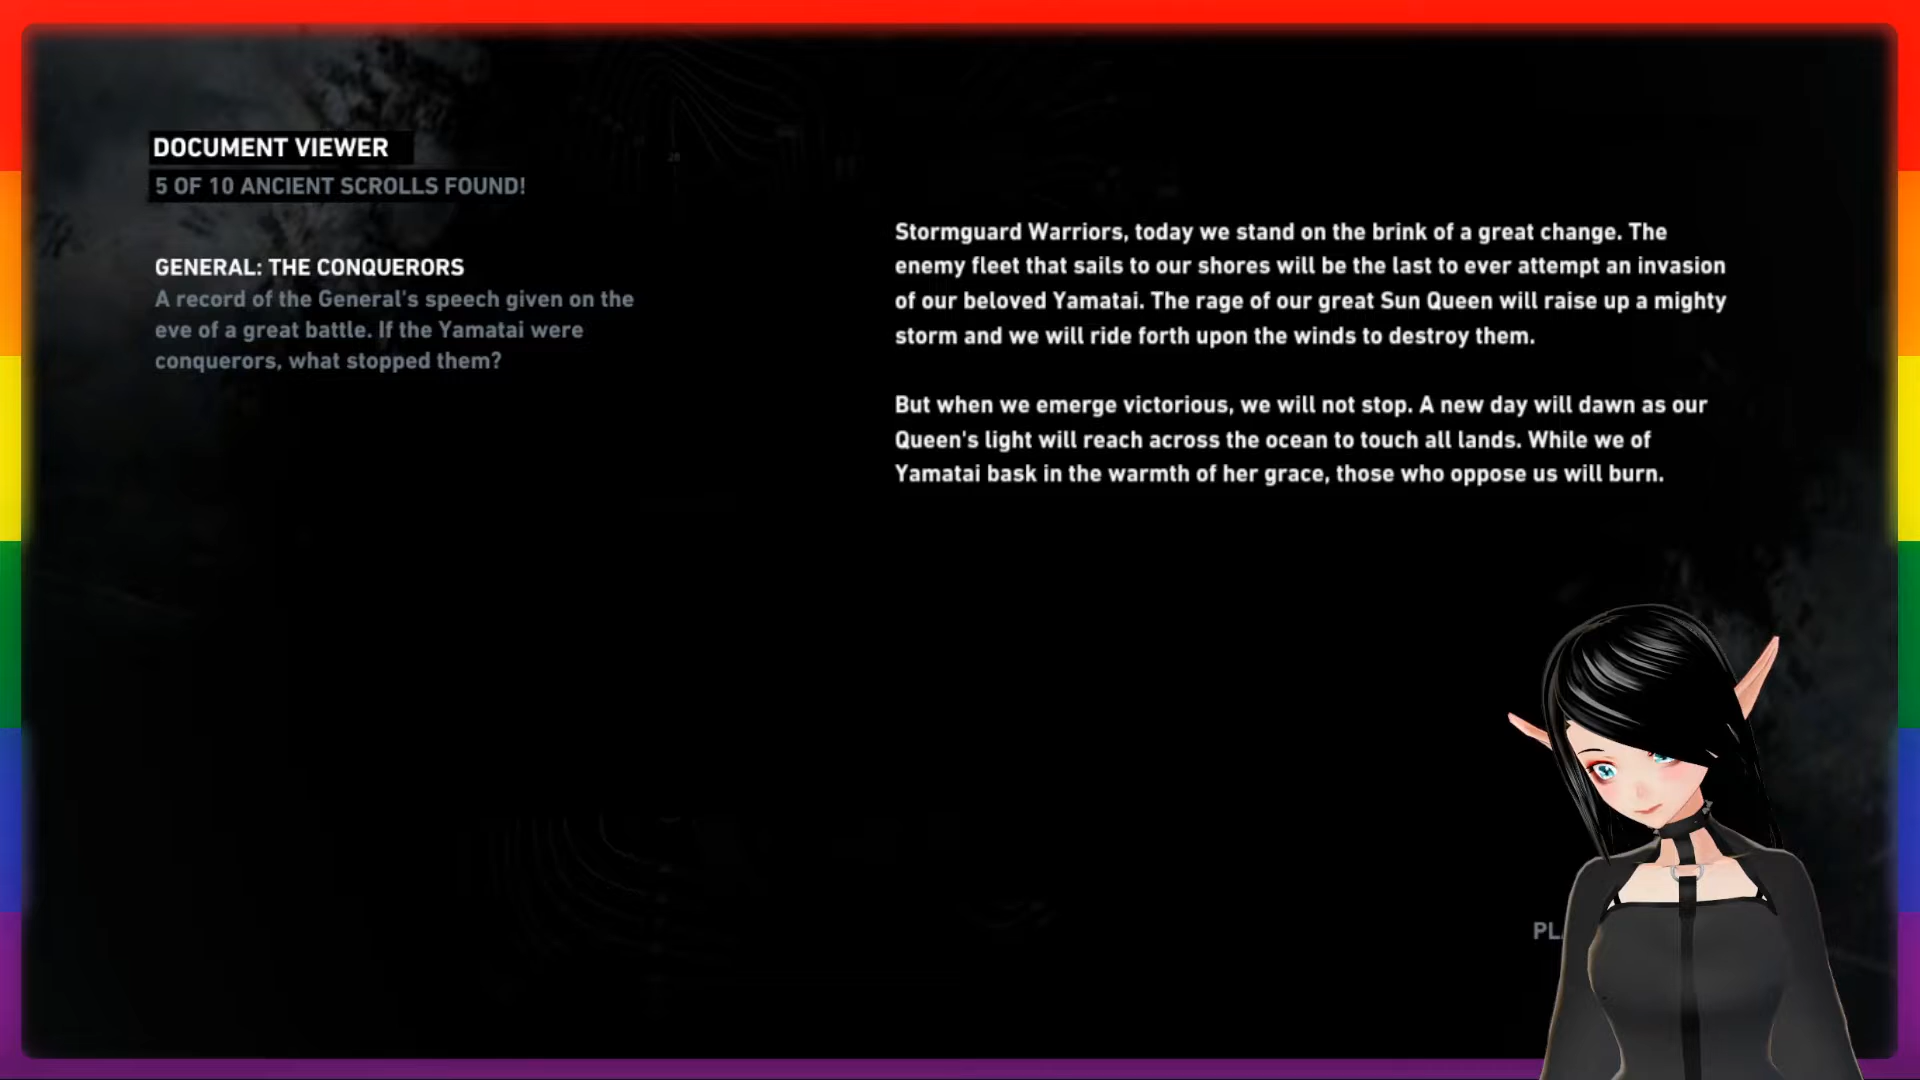 DOCUMENT VIEWER
5 OF 10 ANCIENT SCROLLS FOUND!
GENERAL: THE CONQUERORS
A record of the General's speech given on the
eve of a great battle. If the Yamatai were
conquerors, what stopped them?
Stormguard Warriors, today we stand on the brink of a great change. The
enemy fleet that sails to our shores will be the last to ever attempt an invasion
of our beloved Yamatai. The rage of our great Sun Queen will raise up a mighty
storm and we will ride forth upon the winds to destroy them.
But when we emerge victorious, we will not stop. A new day will dawn as our
Queen's light will reach across the ocean to touch all lands. While we of
Yamatai bask in the warmth of her grace, those who oppose us will burn.